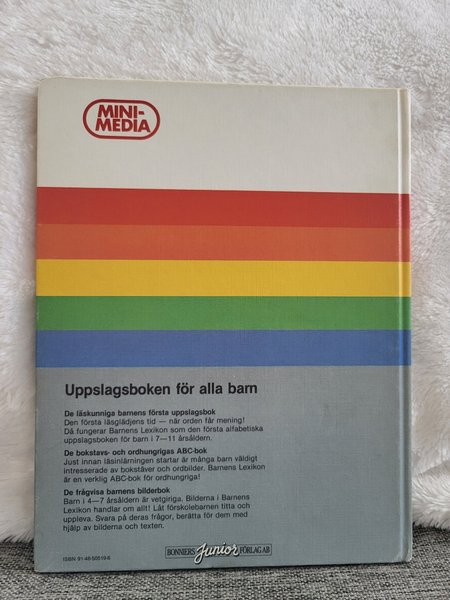 MINI-
MEDIA
Uppslagsboken för alla barn
De läskunniga barnens första uppslagsbok
Den första läsglädjens tid — när orden får mening!
Då fungerar Barnens Lexikon som den första alfabetiska
uppslagsboken för barn i 7—11 årsåldern.
De bokstavs- och ordhungrigas ABC-bok
Just innan läsinlärningen startar är många barn väldigt
intresserade av bokstäver och ordbilder. Barnens Lexikon
är en verklig ABC-bok för ordhungriga!
De frågvisa barnens bilderbok
Barn i 4—7 årsåldern är vetgiriga. Bilderna i Barnens
Lexikon handlar om allt! Låt förskolebarnen titta och
uppleva. Svara på deras frågor, berätta för dem med
hjälp av bilderna och texten.
ISBN 91-48-50519-6
BONNIERS Junior FÖRLAG AB